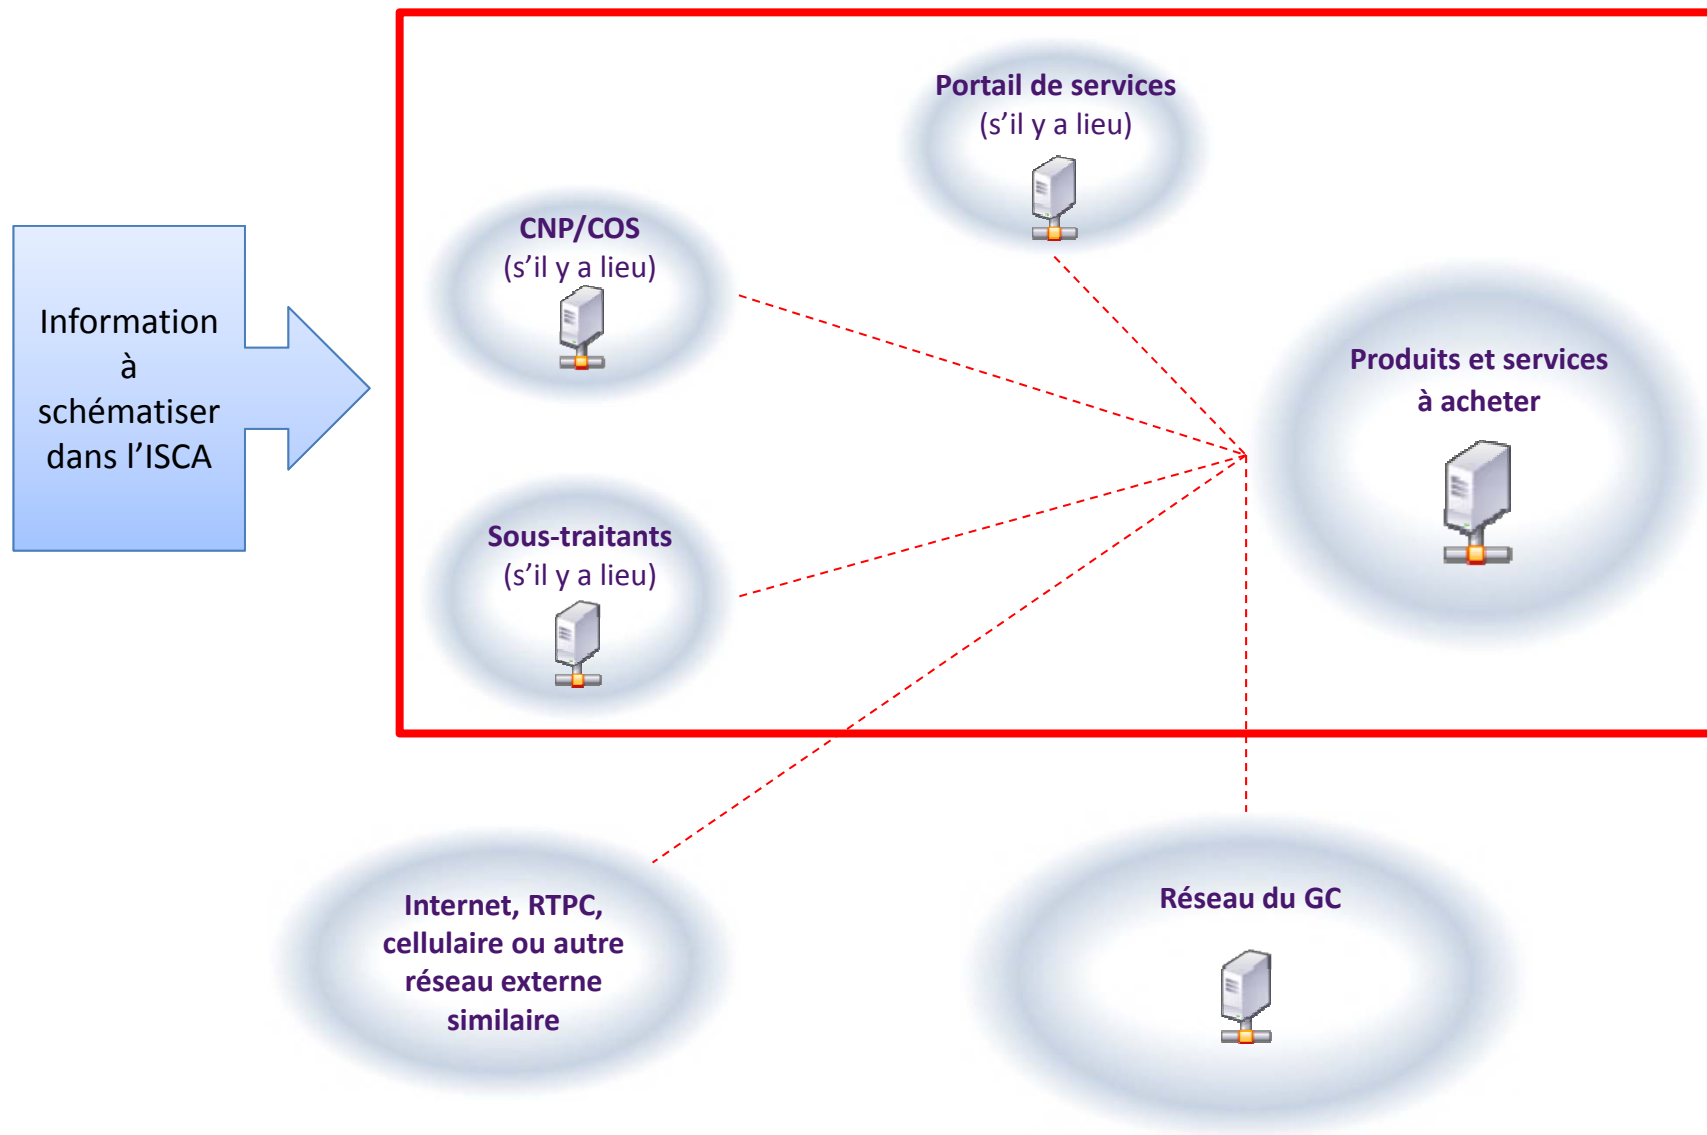 Portail de services
(s’il y a lieu)
CNP/COS
(s’il y a lieu)
Information
à
schématiser
dans l’ISCA
Produits et services
à acheter
Sous-traitants
(s’il y a lieu)
Internet, RTPC,
cellulaire ou autre
réseau externe
similaire
Réseau du GC